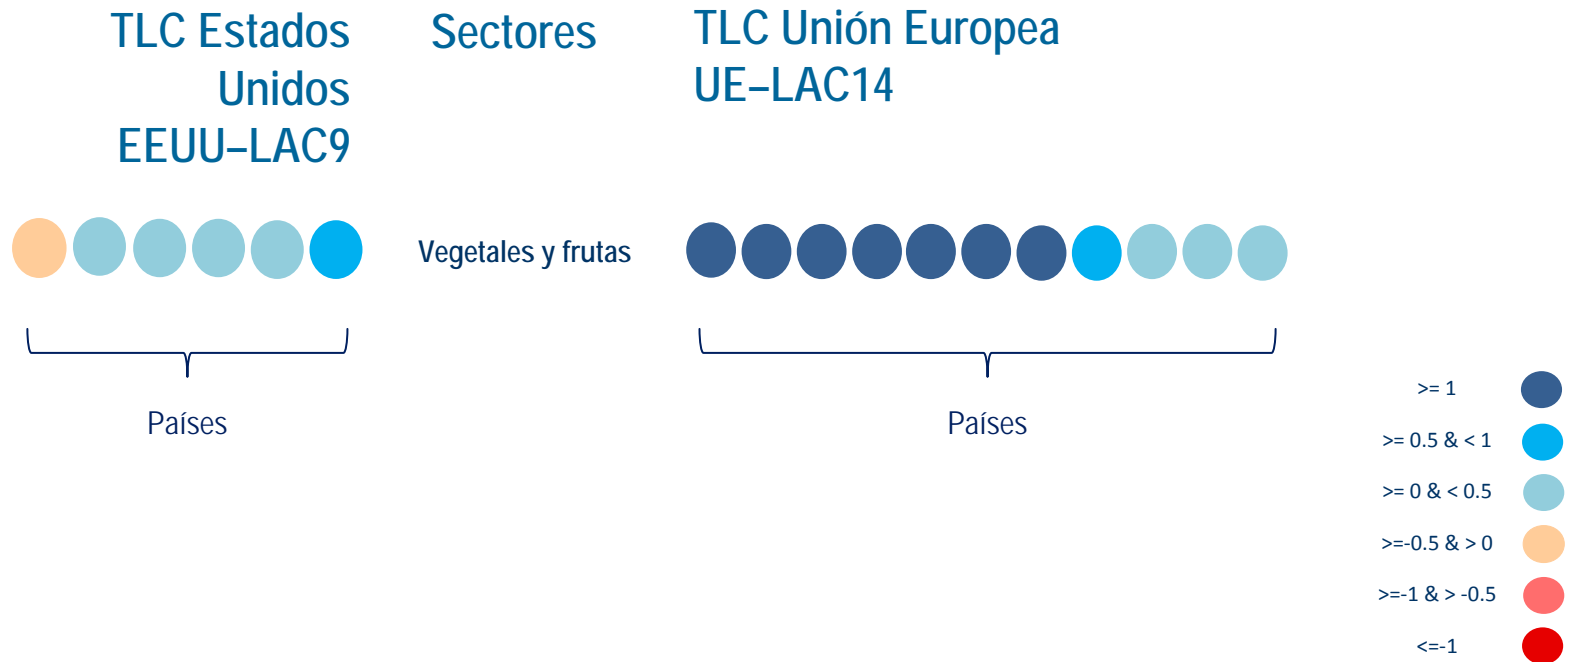 TLC Estados
Unidos
EEUU–LAC9
Sectores
TLC Unión Europea
UE–LAC14
Vegetales y frutas
Países
Países
>= 1
>= 0.5 & < 1
>= 0 & < 0.5
>=-0.5 & > 0
>=-1 & > -0.5
<=-1